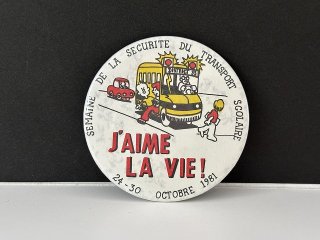 SEMAINE DE LA SECURITE DU TRANSPORT SCOLAIRE
J'AIME
LA VIE!
24-30 OCTOBRE 1981